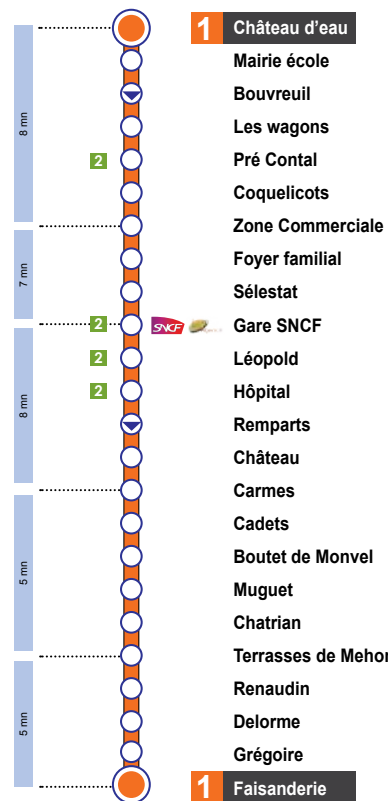 1 Château d'eau
Mairie école
Bouvreuil
Les wagons
2 Pré Contal
Coquelicots
8 mn
Zone Commerciale
Foyer familial
7 mn
Sélestat
2 SNCF Gare SNCF
2 Léopold
2 Hôpital
8 mn
Remparts
Château
Carmes
Cadets
Boutet de Monvel
5 mn
Muguet
Chatrian
Terrasses de Mehon
Renaudin
5 mn
Delorme
Grégoire
1 Faisanderie